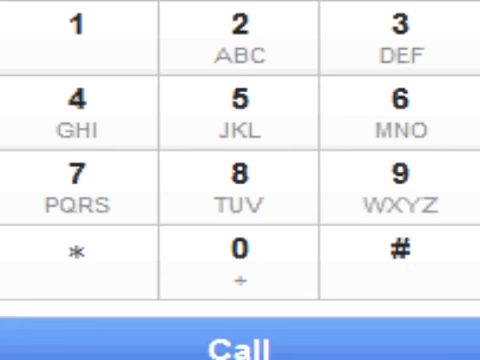 1 2 3
ABC DEF
4 5 6
GHI JKL MNO
7 8 9
PQRS TUV WXYZ
* 0 #
+
Call